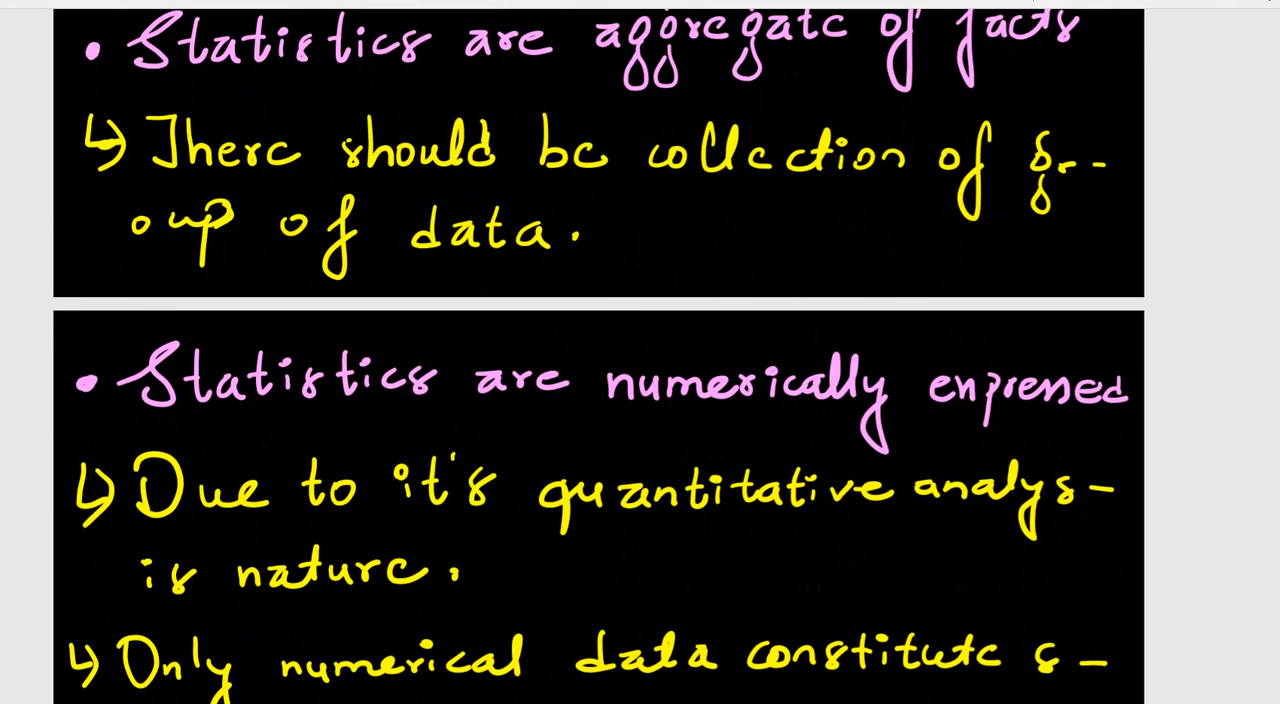 • Statistics are aggregate of facts
↳ There should be collection of gr--
oup of data.
• Statistics are numerically expressed
↳ Due to it's quantitative analys-
is nature.
↳ Only numerical data constitute s-